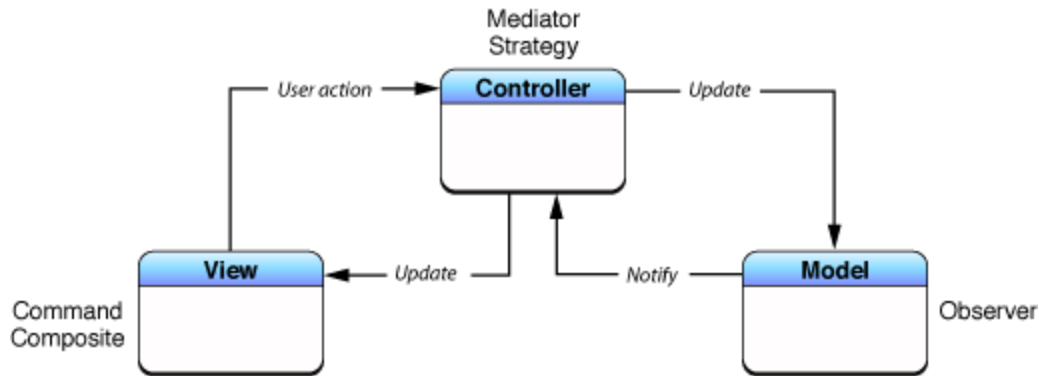 Mediator
Strategy
Controller
User action
Update
View
Update
Notify
Model
Command
Composite
Observer